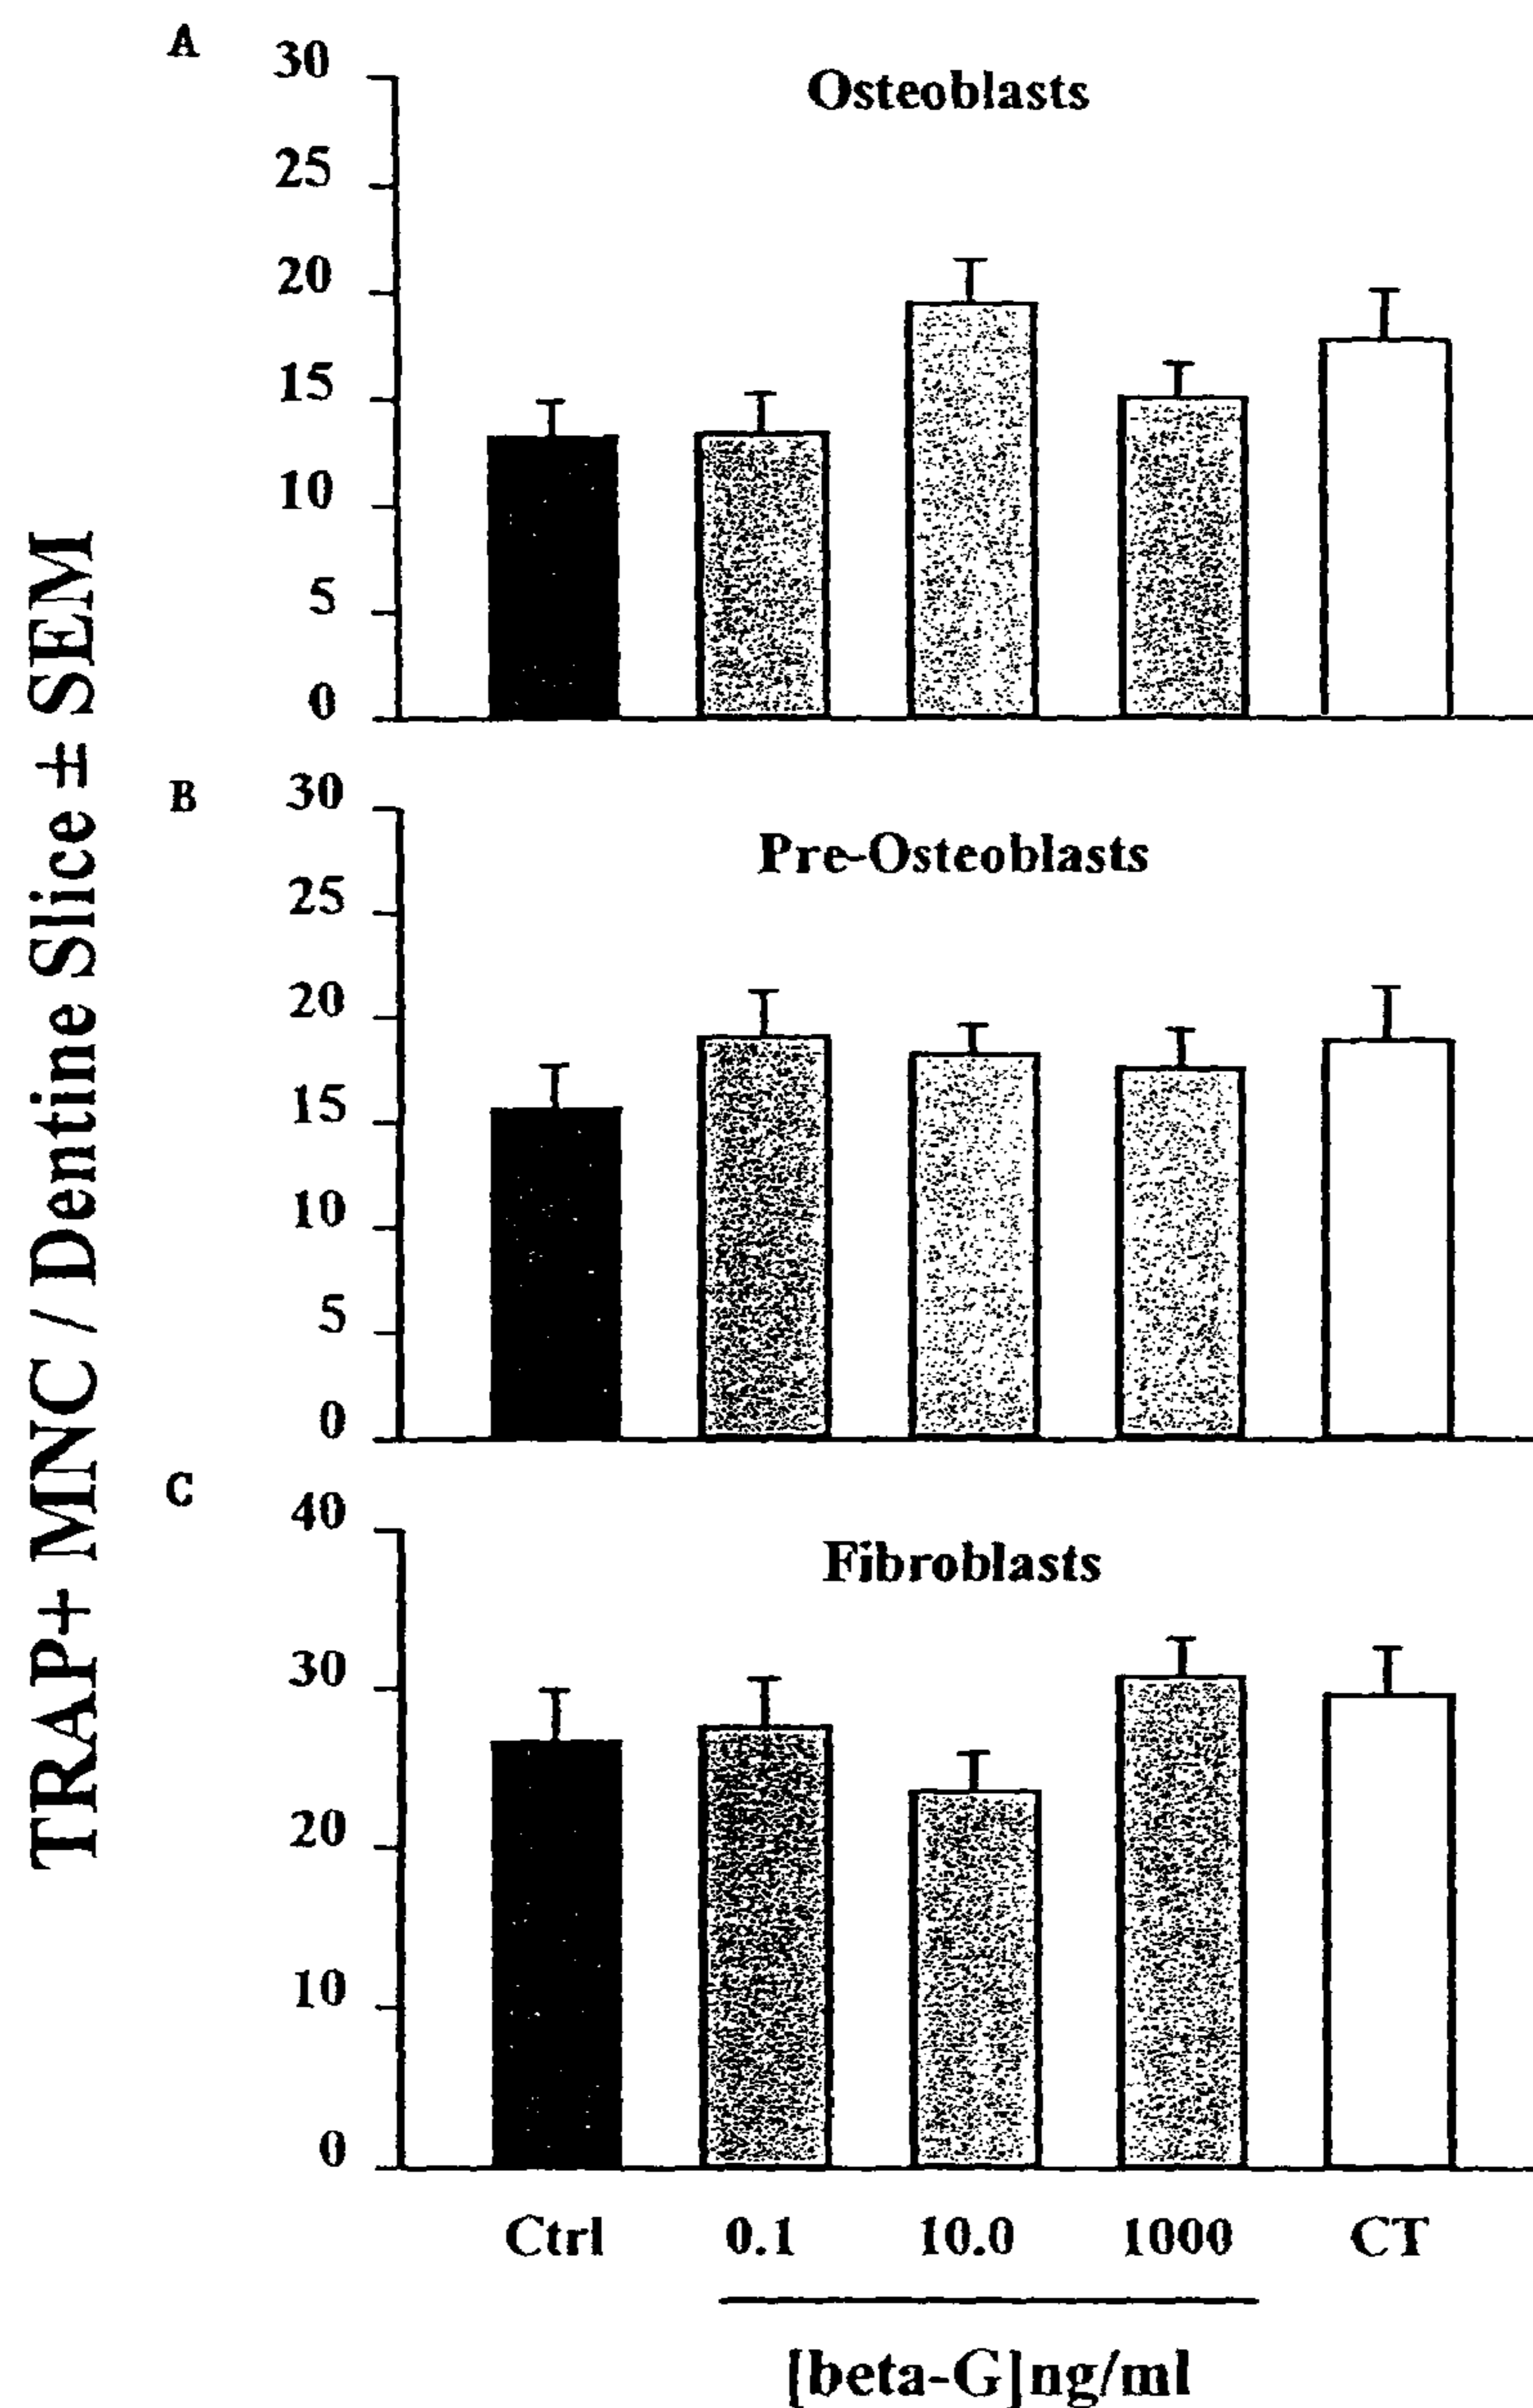 TRAP+ MNC / Dentine Slice ± SEM
A
Osteoblasts
30
25
20
15
10
5
0
B
Pre-Osteoblasts
30
25
20
15
10
5
0
C
Fibroblasts
40
30
20
10
0
Ctrl 0.1 10.0 1000 CT
[beta-G]ng/ml